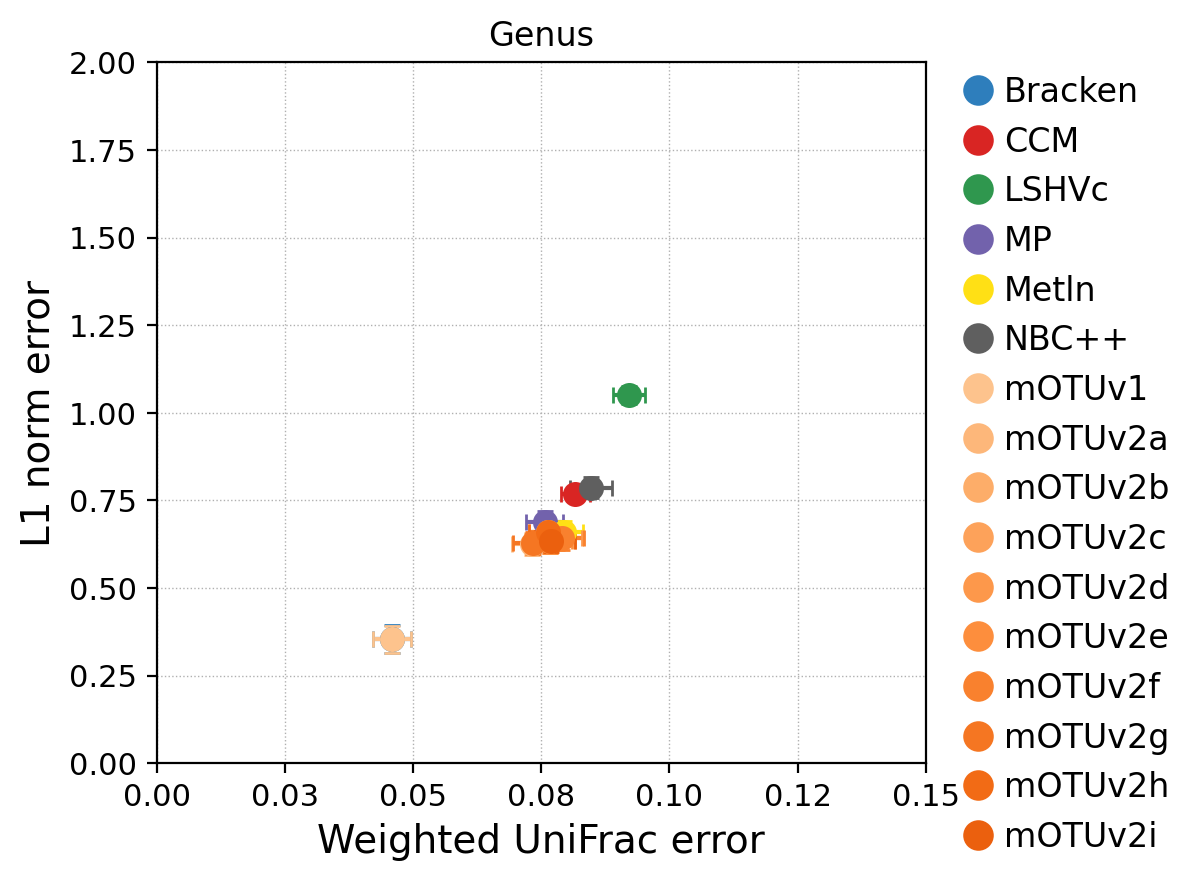 Genus
L1 norm error
2.00
1.75
1.50
1.25
1.00
0.75
0.50
0.25
0.00
0.00 0.03 0.05 0.08 0.10 0.12 0.15
Weighted UniFrac error
Bracken
CCM
LSHVc
MP
Metln
NBC++
mOTUv1
mOTUv2a
mOTUv2b
mOTUv2c
mOTUv2d
mOTUv2e
mOTUv2f
mOTUv2g
mOTUv2h
mOTUv2i